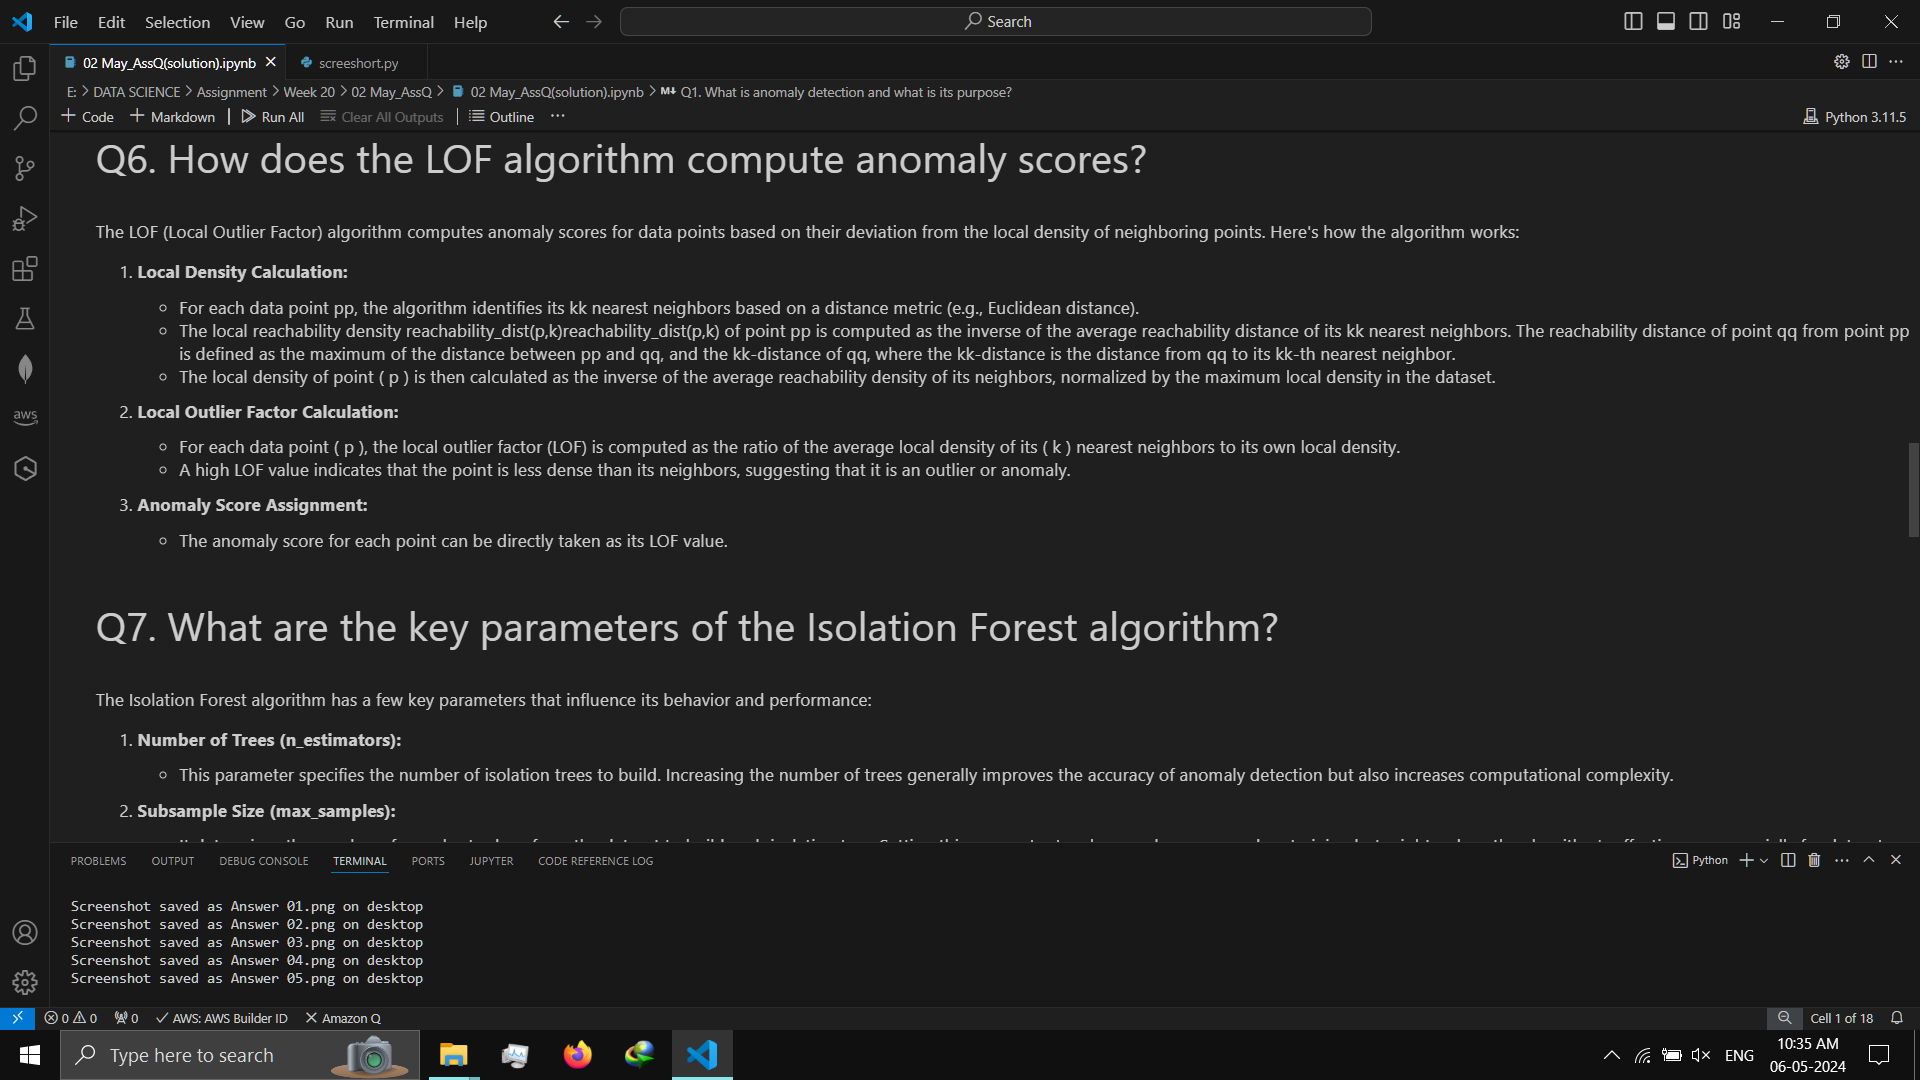 File Edit Selection View Go Run Terminal Help Search
02 May_AssQ(solution).ipynb screeshort.py
E: > DATA SCIENCE > Assignment > Week 20 > 02 May_AssQ > 02 May_AssQ(solution).ipynb > M↓ Q1. What is anomaly detection and what is its purpose?
+ Code + Markdown | Run All Clear All Outputs | Outline ... Python 3.11.5
Q6. How does the LOF algorithm compute anomaly scores?
The LOF (Local Outlier Factor) algorithm computes anomaly scores for data points based on their deviation from the local density of neighboring points. Here's how the algorithm works:
1. Local Density Calculation:
For each data point pp, the algorithm identifies its kk nearest neighbors based on a distance metric (e.g., Euclidean distance).
The local reachability density reachability_dist(p,k)reachability_dist(p,k) of point pp is computed as the inverse of the average reachability distance of its kk nearest neighbors. The reachability distance of point qq from point pp
is defined as the maximum of the distance between pp and qq, and the kk-distance of qq, where the kk-distance is the distance from qq to its kk-th nearest neighbor.
The local density of point ( p ) is then calculated as the inverse of the average reachability density of its neighbors, normalized by the maximum local density in the dataset.
2. Local Outlier Factor Calculation:
For each data point ( p ), the local outlier factor (LOF) is computed as the ratio of the average local density of its ( k ) nearest neighbors to its own local density.
A high LOF value indicates that the point is less dense than its neighbors, suggesting that it is an outlier or anomaly.
3. Anomaly Score Assignment:
The anomaly score for each point can be directly taken as its LOF value.
Q7. What are the key parameters of the Isolation Forest algorithm?
The Isolation Forest algorithm has a few key parameters that influence its behavior and performance:
1. Number of Trees (n_estimators):
This parameter specifies the number of isolation trees to build. Increasing the number of trees generally improves the accuracy of anomaly detection but also increases computational complexity.
2. Subsample Size (max_samples):
PROBLEMS OUTPUT DEBUG CONSOLE TERMINAL PORTS JUPYTER CODE REFERENCE LOG Python
Screenshot saved as Answer 01.png on desktop
Screenshot saved as Answer 02.png on desktop
Screenshot saved as Answer 03.png on desktop
Screenshot saved as Answer 04.png on desktop
Screenshot saved as Answer 05.png on desktop
aws
0 0 0 AWS: AWS Builder ID Amazon Q Cell 1 of 18
Type here to search ENG 10:35 AM
06-05-2024